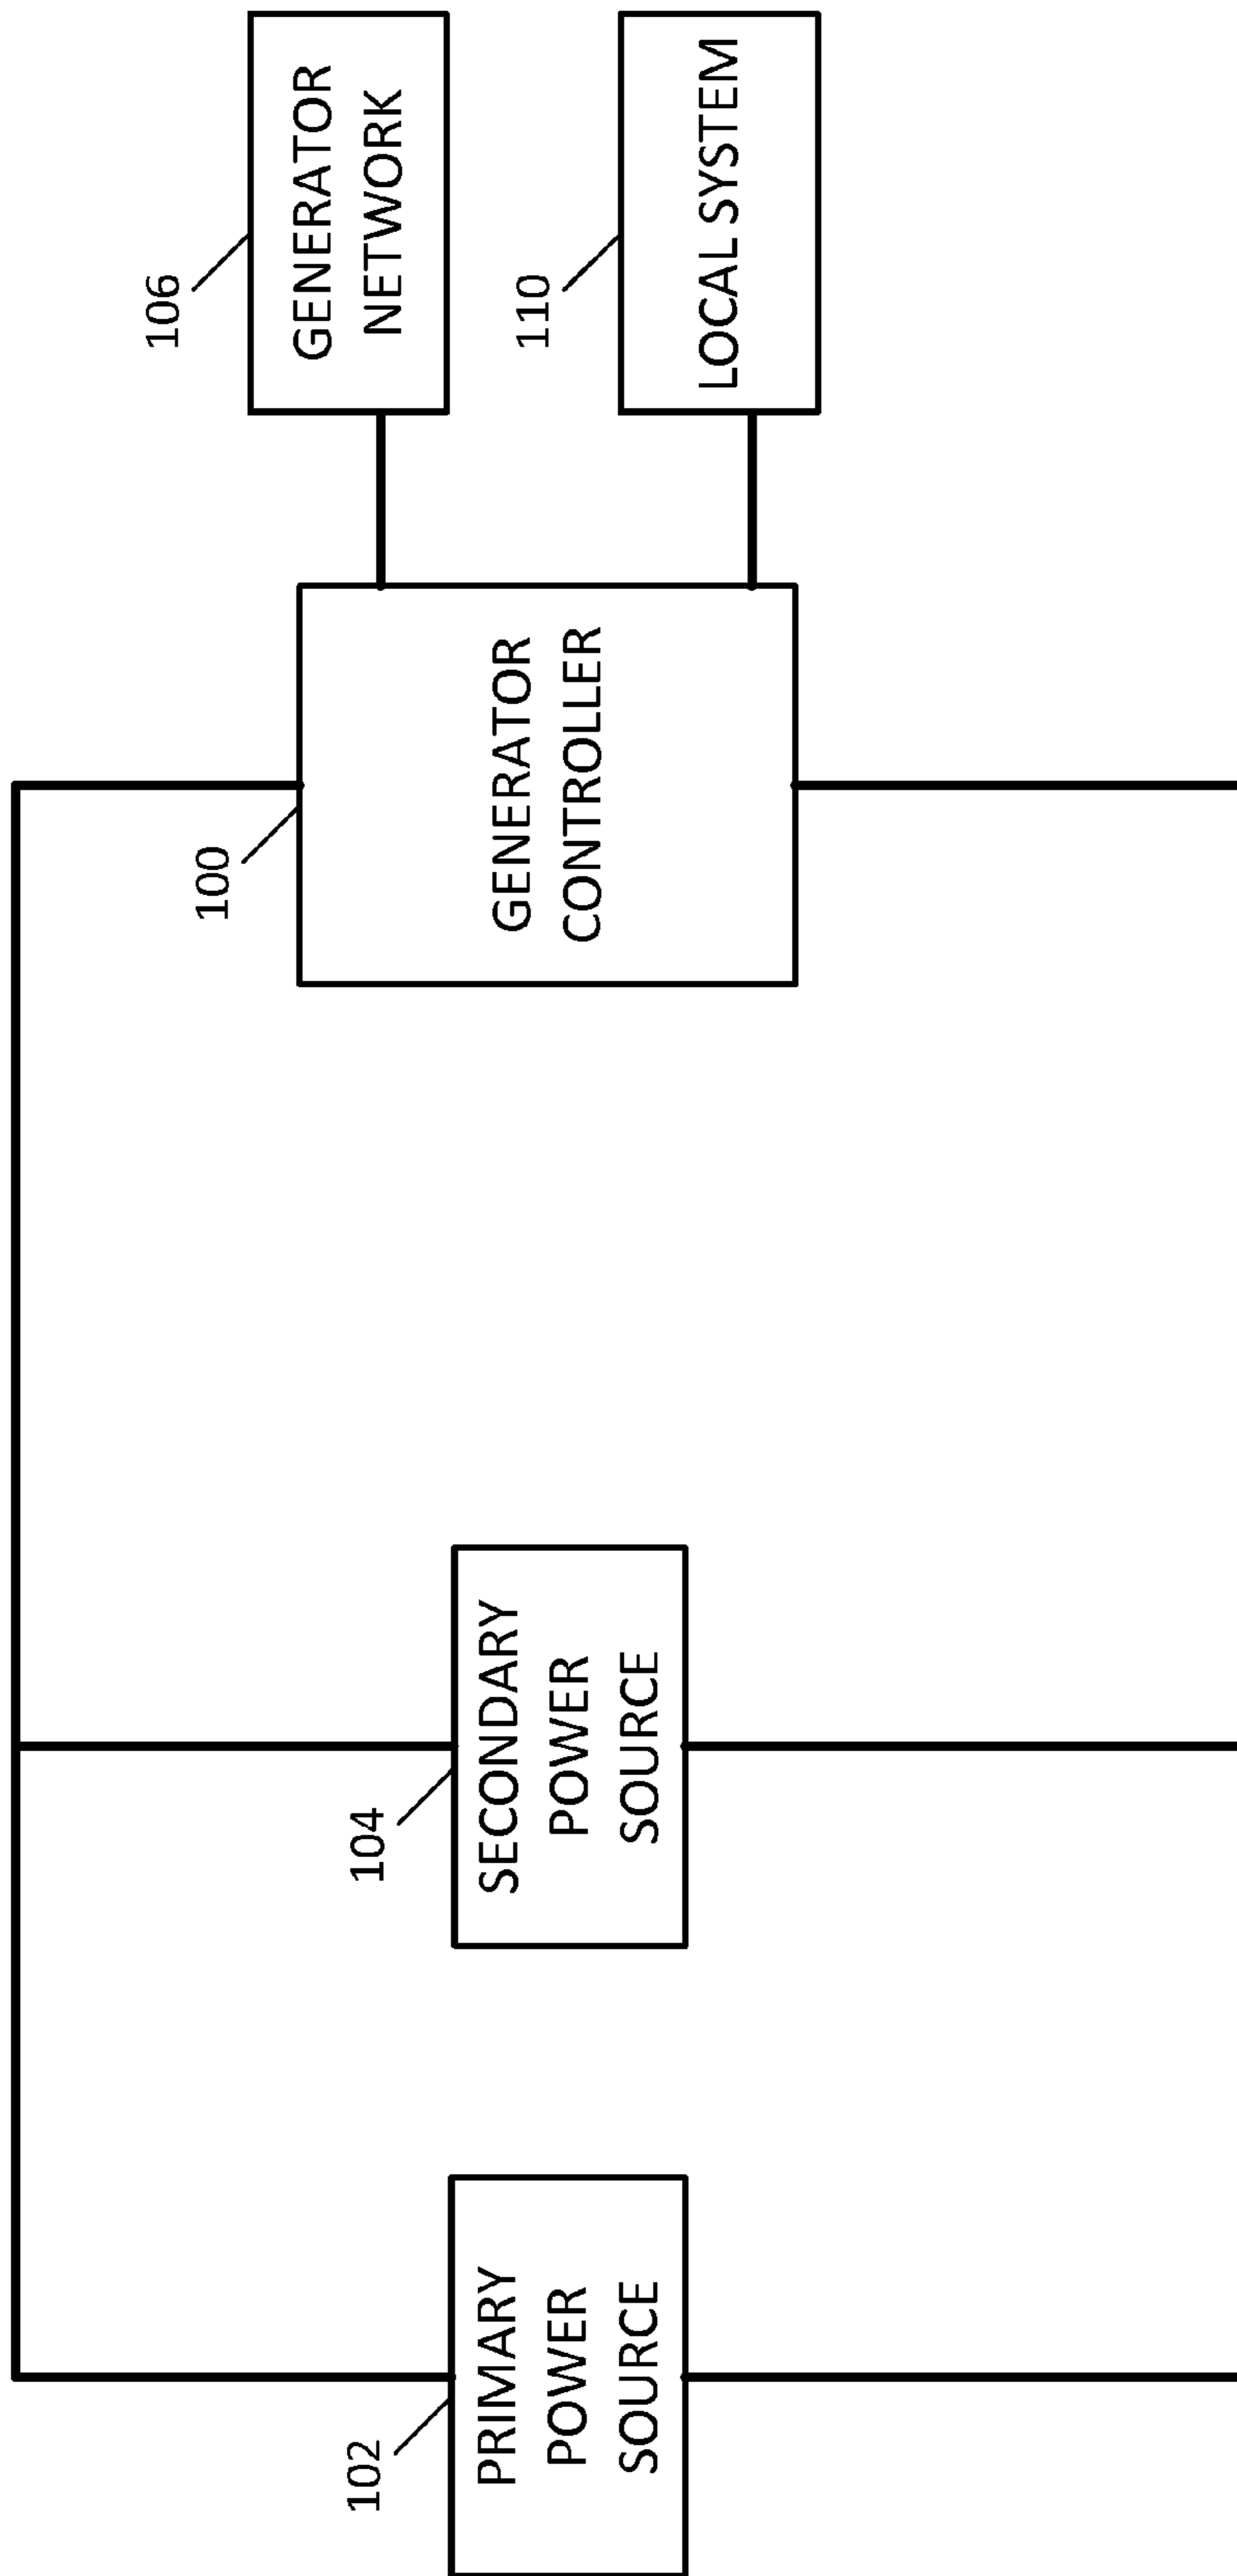 102
PRIMARY
POWER
SOURCE
104
SECONDARY
POWER
SOURCE
100
GENERATOR
CONTROLLER
106
GENERATOR
NETWORK
110
LOCAL SYSTEM